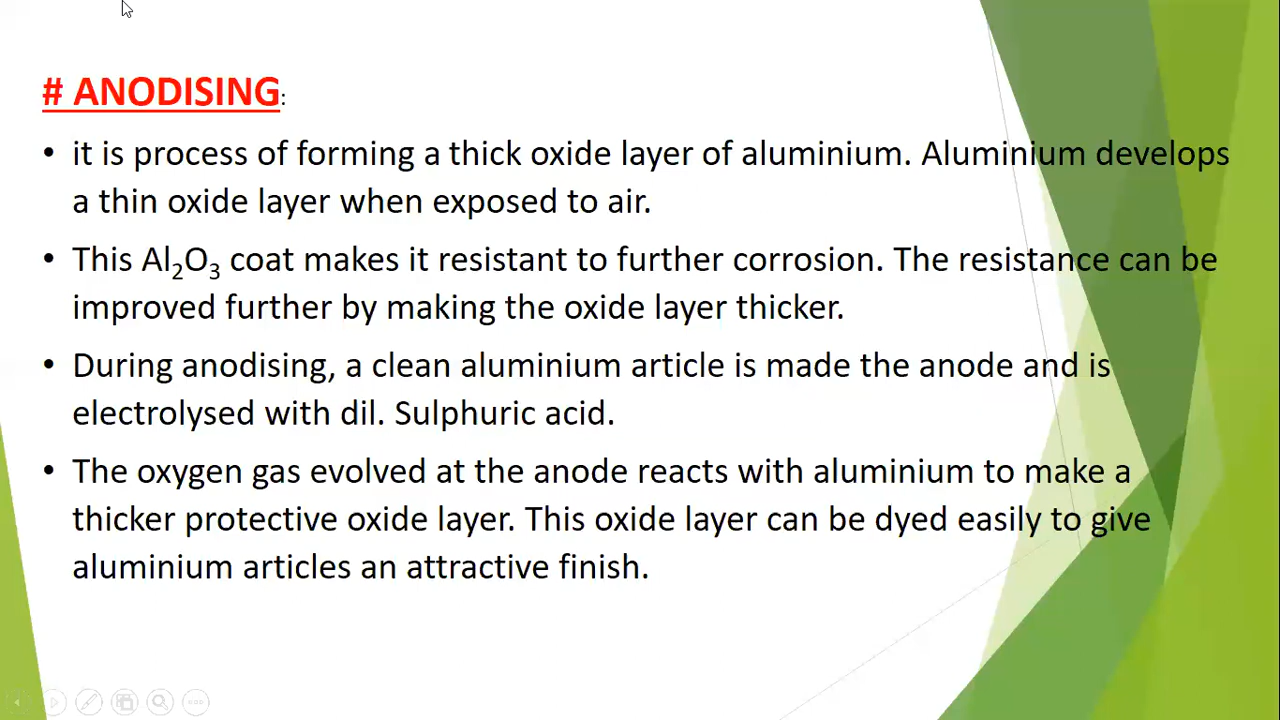 # ANODISING:
• it is process of forming a thick oxide layer of aluminium. Aluminium develops
a thin oxide layer when exposed to air.
• This Al₂O₃ coat makes it resistant to further corrosion. The resistance can be
improved further by making the oxide layer thicker.
• During anodising, a clean aluminium article is made the anode and is
electrolysed with dil. Sulphuric acid.
• The oxygen gas evolved at the anode reacts with aluminium to make a
thicker protective oxide layer. This oxide layer can be dyed easily to give
aluminium articles an attractive finish.